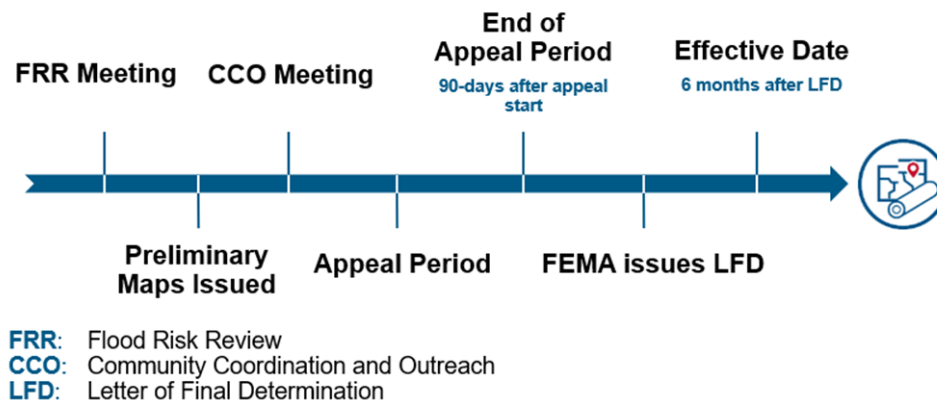 FRR Meeting
CCO Meeting
End of
Appeal Period
90-days after appeal
start
Effective Date
6 months after LFD
Preliminary
Maps Issued
Appeal Period
FEMA issues LFD
FRR: Flood Risk Review
CCO: Community Coordination and Outreach
LFD: Letter of Final Determination